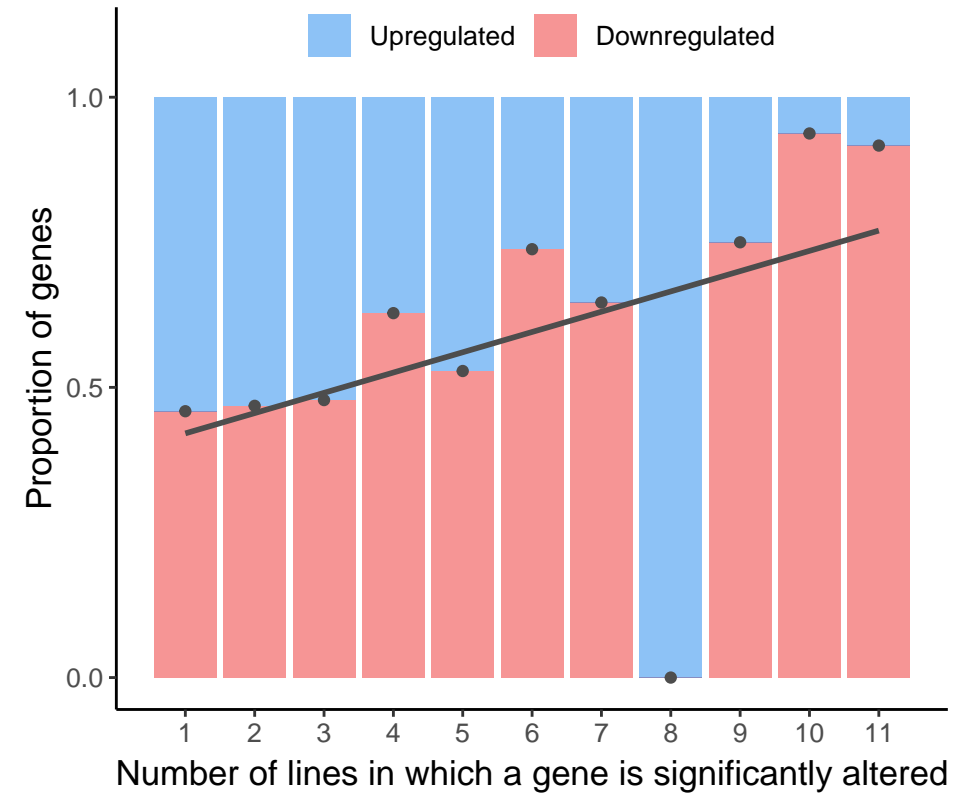 Upregulated Downregulated
Proportion of genes
1.0
0.5
0.0
1 2 3 4 5 6 7 8 9 10 11
Number of lines in which a gene is significantly altered